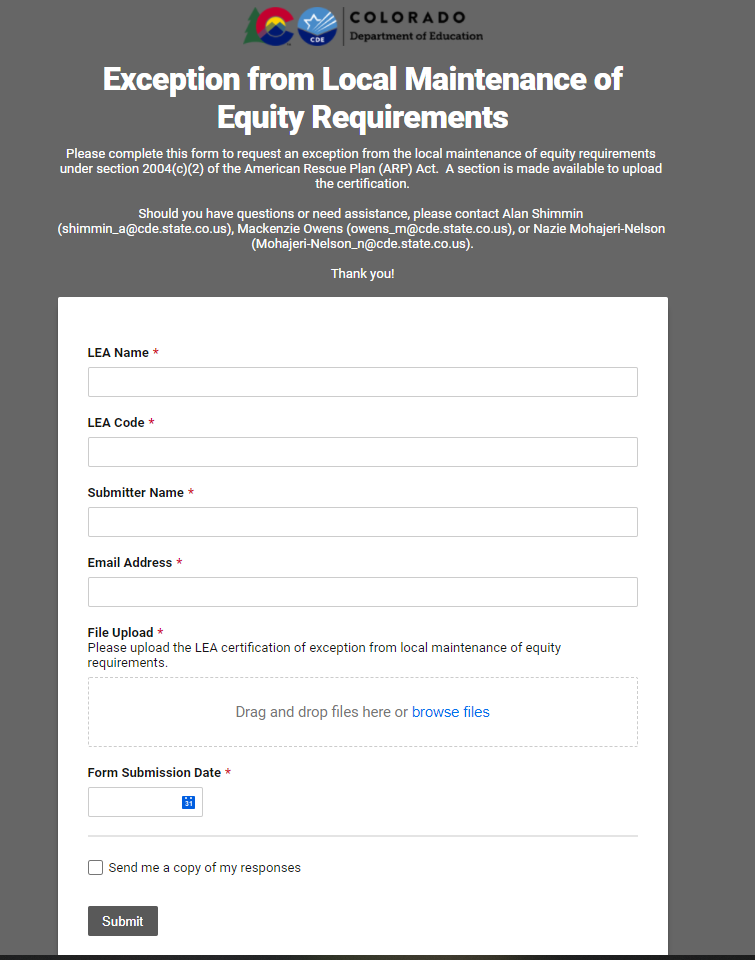 CDE
COLORADO
Department of Education
Exception from Local Maintenance of
Equity Requirements
Please complete this form to request an exception from the local maintenance of equity requirements
under section 2004(c)(2) of the American Rescue Plan (ARP) Act.  A section is made available to upload
the certification.
Should you have questions or need assistance, please contact Alan Shimmin
(shimmin_a@cde.state.co.us), Mackenzie Owens (owens_m@cde.state.co.us), or Nazie Mohajeri-Nelson
(Mohajeri-Nelson_n@cde.state.co.us).
Thank you!
LEA Name *
LEA Code *
Submitter Name *
Email Address *
File Upload *
Please upload the LEA certification of exception from local maintenance of equity
requirements.
Drag and drop files here or browse files
Form Submission Date *
31
Send me a copy of my responses
Submit